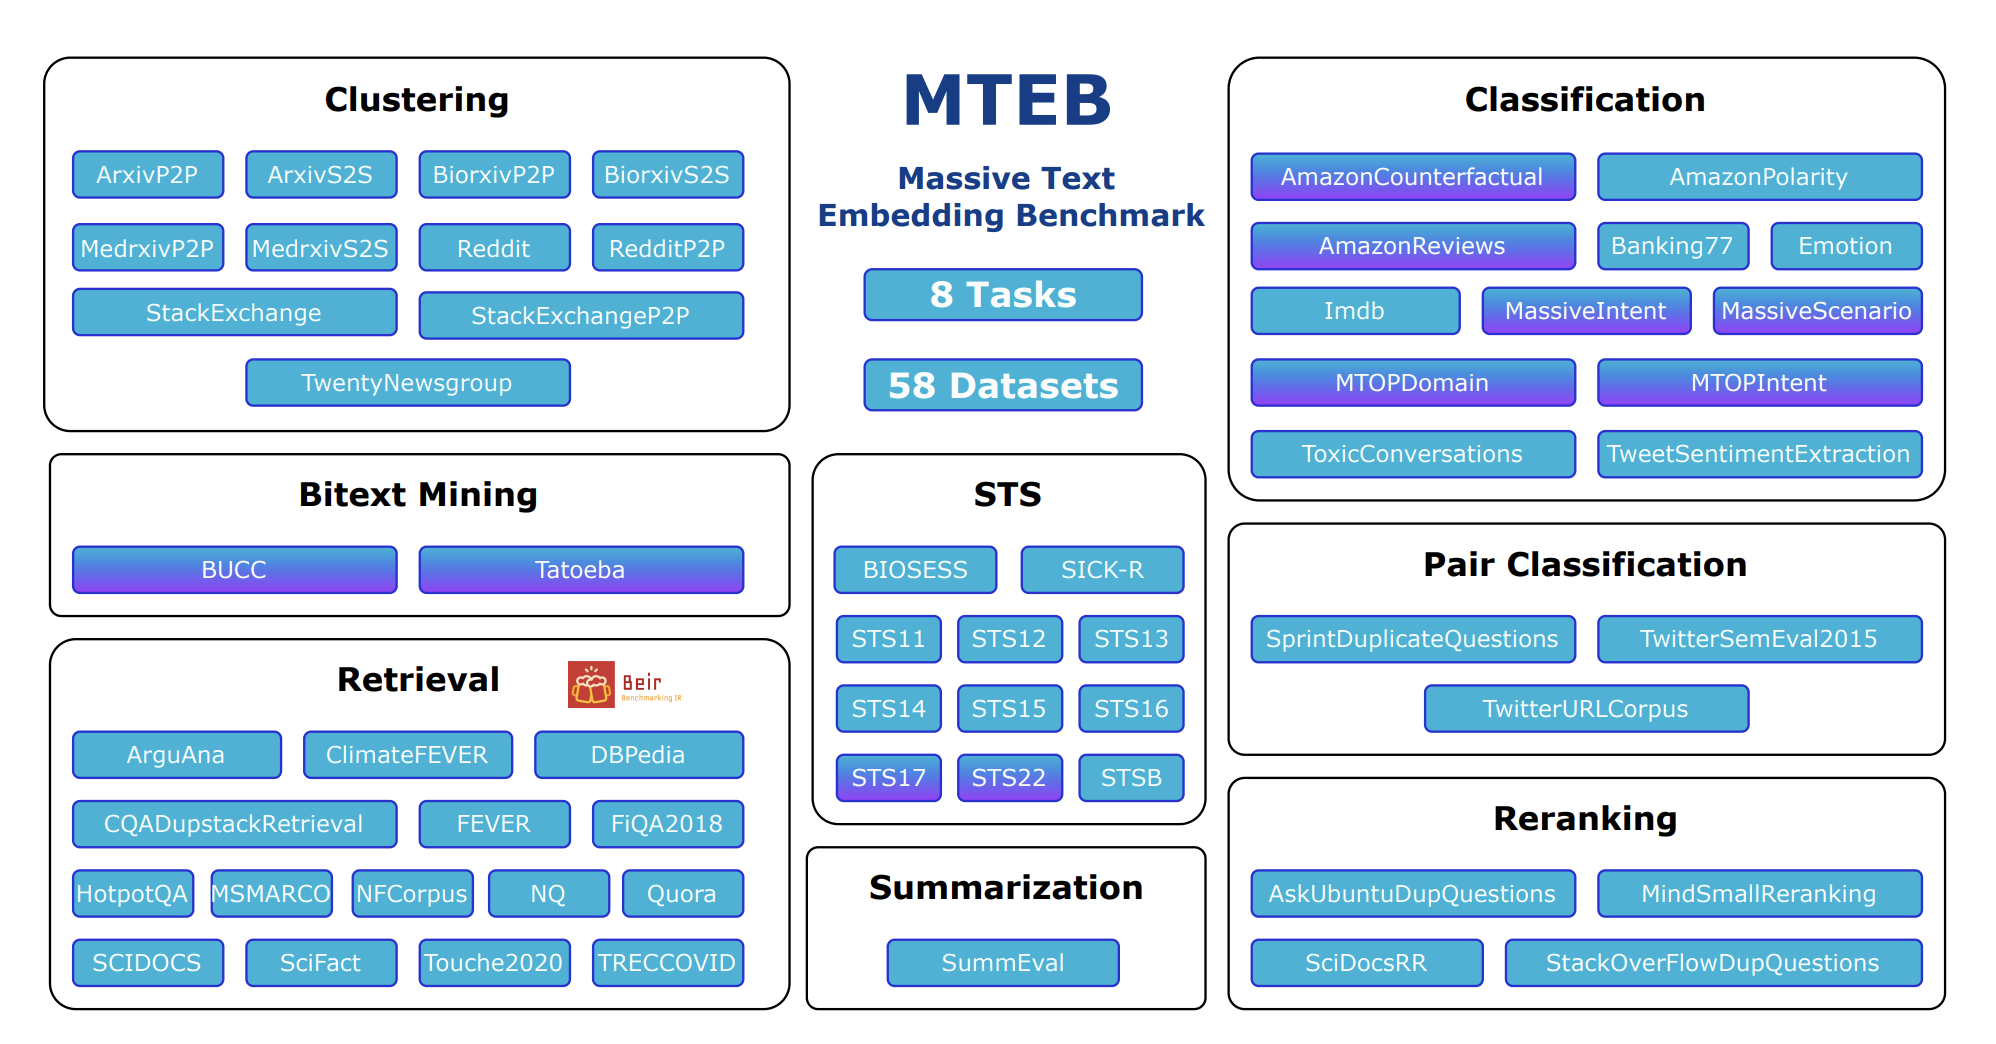 MTEB
Massive Text
Embedding Benchmark
8 Tasks
58 Datasets
Clustering
ArxivP2P ArxivS2S BiorxivP2P BiorxivS2S
MedrxivP2P MedrxivS2S Reddit RedditP2P
StackExchange StackExchangeP2P
TwentyNewsgroup
Bitext Mining
BUCC Tatoeba
Retrieval
Beir
Benchmarking IR
ArguAna ClimateFEVER DBPedia
CQADupstackRetrieval FEVER FiQA2018
HotpotQA MSMARCO NFCorpus NQ Quora
SCIDOCS SciFact Touche2020 TRECCOVID
STS
BIOSESS SICK-R
STS11 STS12 STS13
STS14 STS15 STS16
STS17 STS22 STSB
Summarization
SummEval
Classification
AmazonCounterfactual AmazonPolarity
AmazonReviews Banking77 Emotion
Imdb MassiveIntent MassiveScenario
MTOPDomain MTOPIntent
ToxicConversations TweetSentimentExtraction
Pair Classification
SprintDuplicateQuestions TwitterSemEval2015
TwitterURLCorpus
Reranking
AskUbuntuDupQuestions MindSmallReranking
SciDocsRR StackOverFlowDupQuestions